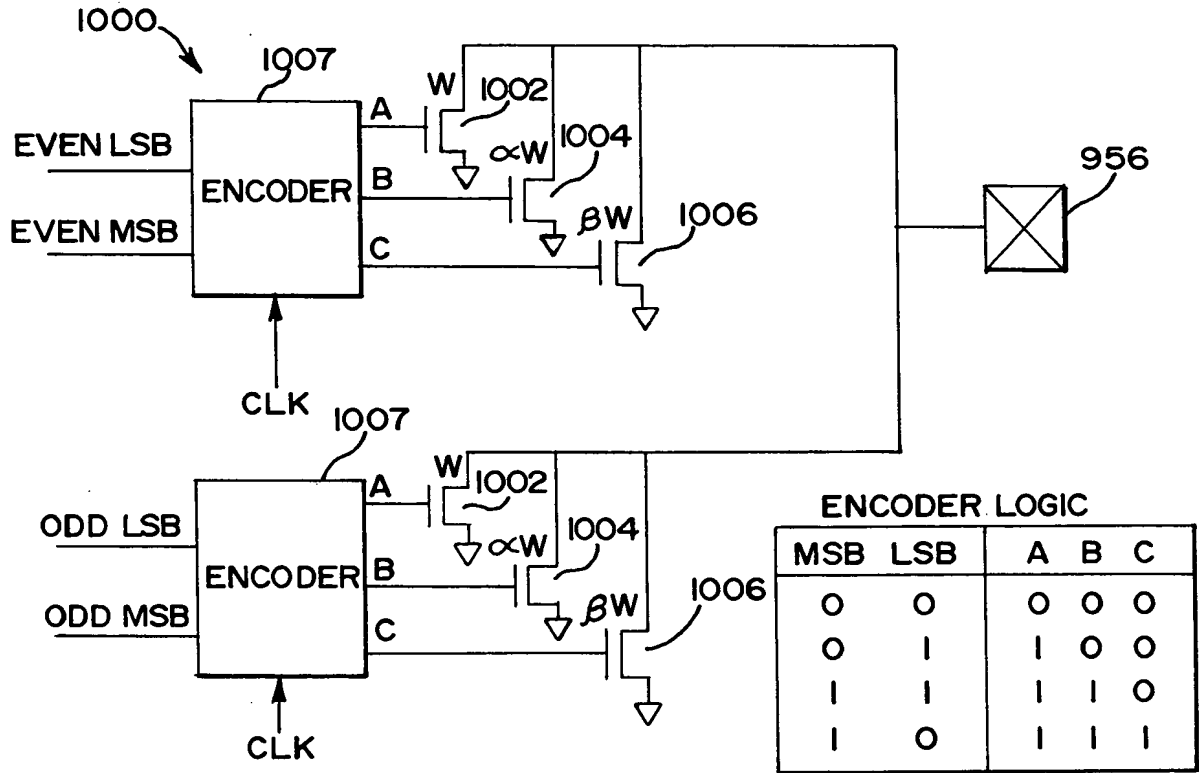 1000
1007
A
W
1002
EVEN LSB
αW
1004
ENCODER
B
EVEN MSB
βW
1006
C
956
CLK
1007
A
W
1002
ODD LSB
αW
1004
ENCODER
B
ODD MSB
βW
1006
C
CLK
ENCODER LOGIC
MSB LSB A B C
0 0 0 0 0
0 1 1 0 0
1 1 1 1 0
1 0 1 1 1